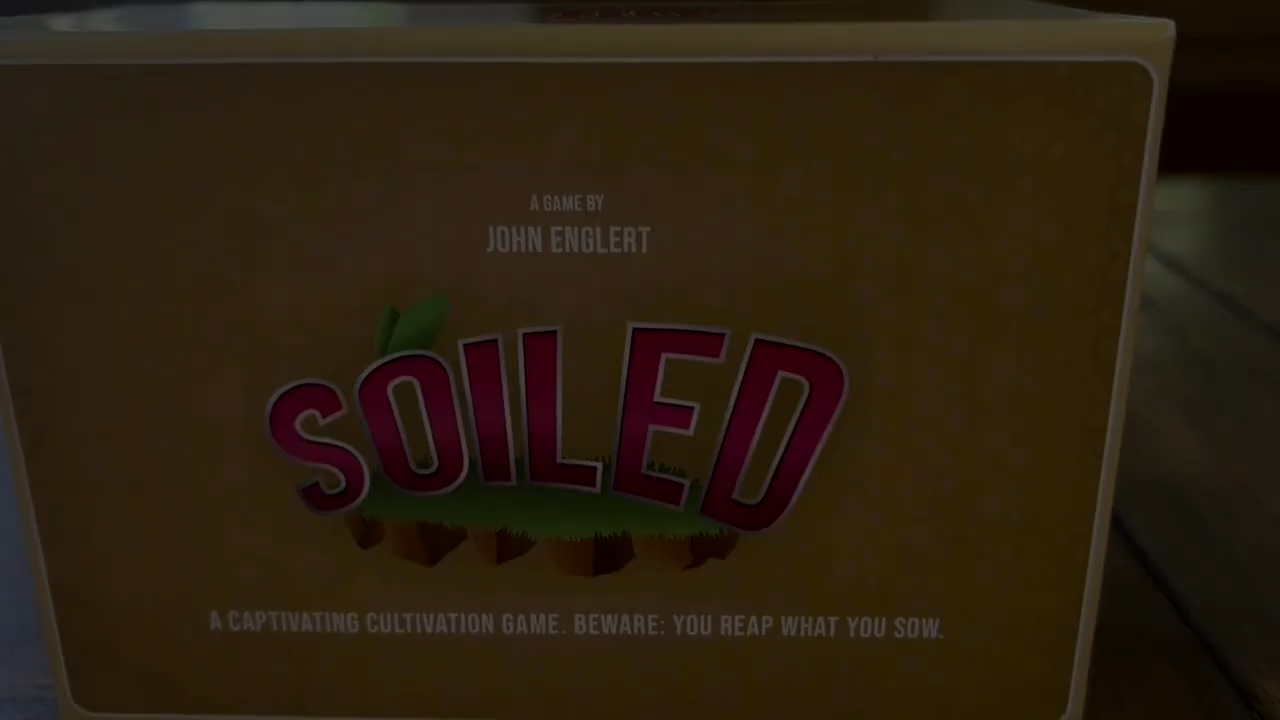 A GAME BY
JOHN ENGLERT
SOILED
A CAPTIVATING CULTIVATION GAME. BEWARE: YOU REAP WHAT YOU SOW.